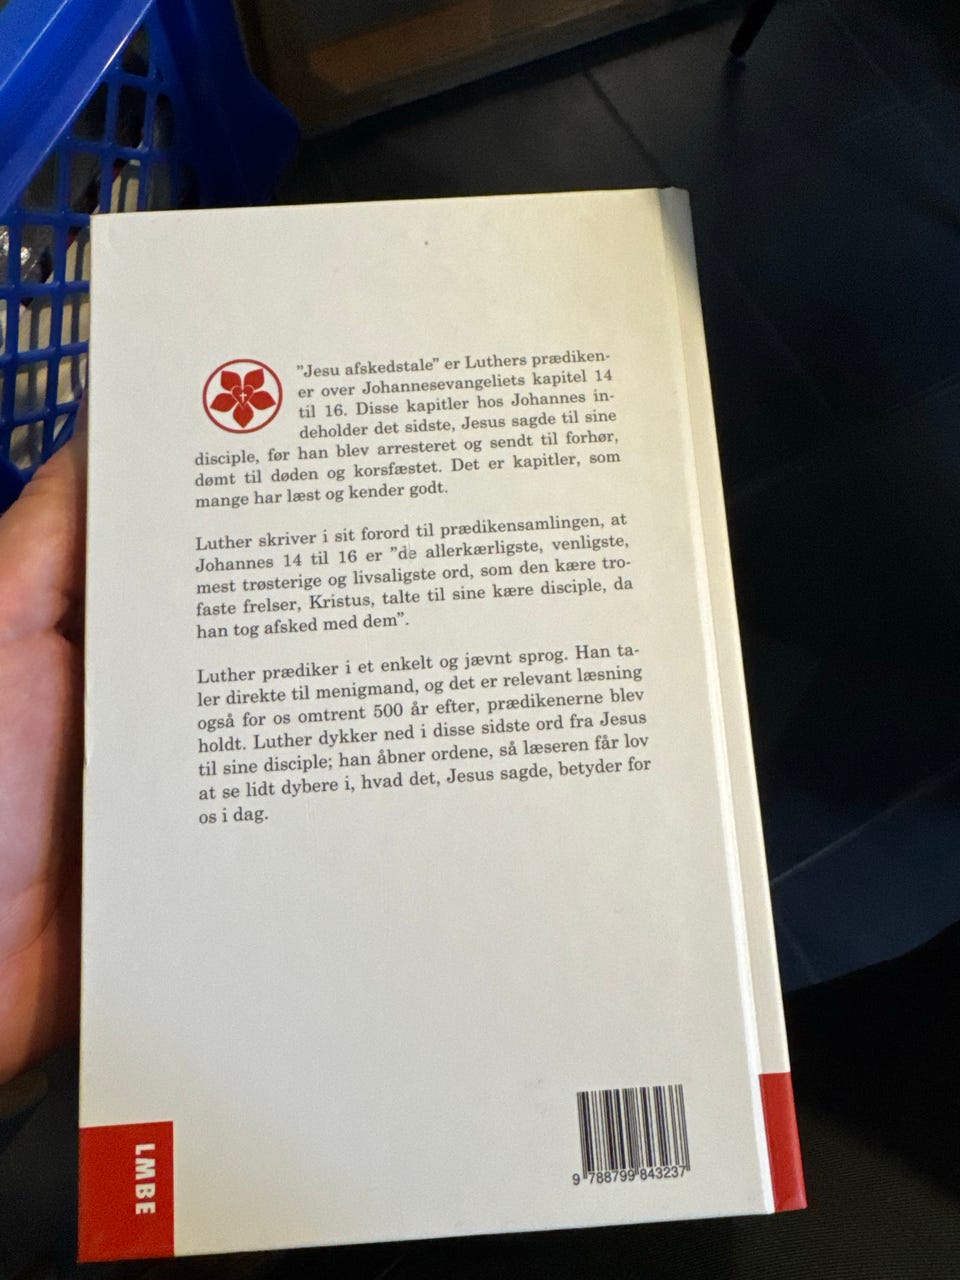 "Jesu afskedstale" er Luthers prædiken-
er over Johannesevangeliets kapitel 14
til 16. Disse kapitler hos Johannes in-
deholder det sidste, Jesus sagde til sine
disciple, før han blev arresteret og sendt til forhør,
dømt til døden og korsfæstet. Det er kapitler, som
mange har læst og kender godt.
Luther skriver i sit forord til prædikensamlingen, at
Johannes 14 til 16 er "de allerkærligste, venligste,
mest trøsterige og livsaligste ord, som den kære tro-
faste frelser, Kristus, talte til sine kære disciple, da
han tog afsked med dem".
Luther prædiker i et enkelt og jævnt sprog. Han ta-
ler direkte til menigmand, og det er relevant læsning
også for os omtrent 500 år efter, prædikenerne blev
holdt. Luther dykker ned i disse sidste ord fra Jesus
til sine disciple; han åbner ordene, så læseren får lov
at se lidt dybere i, hvad det, Jesus sagde, betyder for
os i dag.
9 788799 843237
LMBE